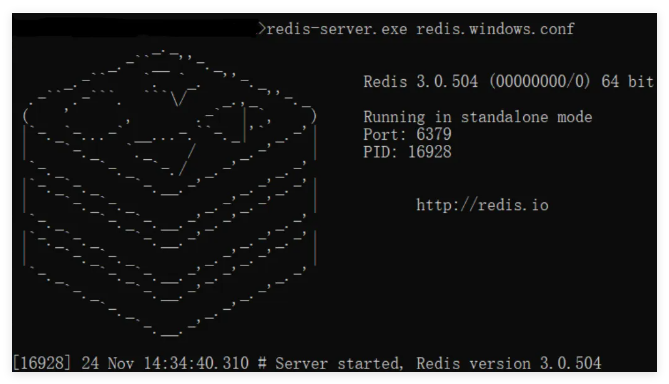 >redis-server.exe redis.windows.conf
Redis 3.0.504 (00000000/0) 64 bit
Running in standalone mode
Port: 6379
PID: 16928
http://redis.io
[16928] 24 Nov 14:34:40.310 # Server started, Redis version 3.0.504